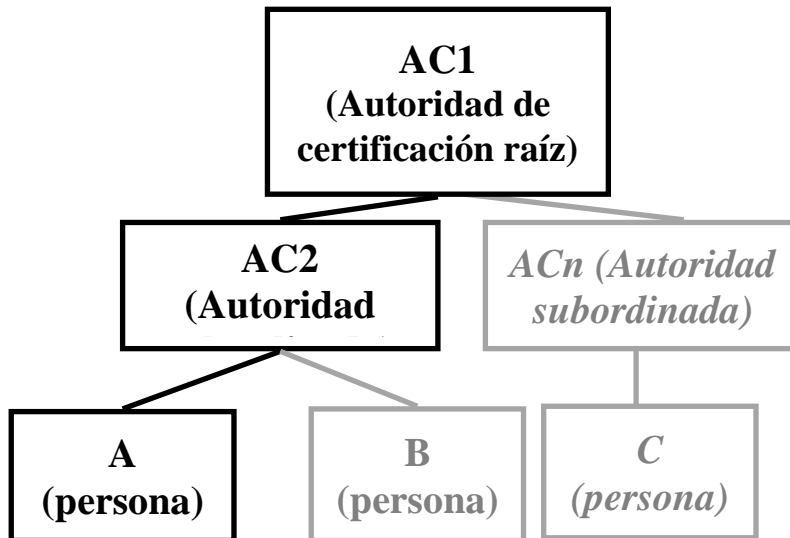 AC1
(Autoridad de
certificación raíz)
AC2
(Autoridad
ACn (Autoridad
subordinada)
A
(persona)
B
(persona)
C
(persona)